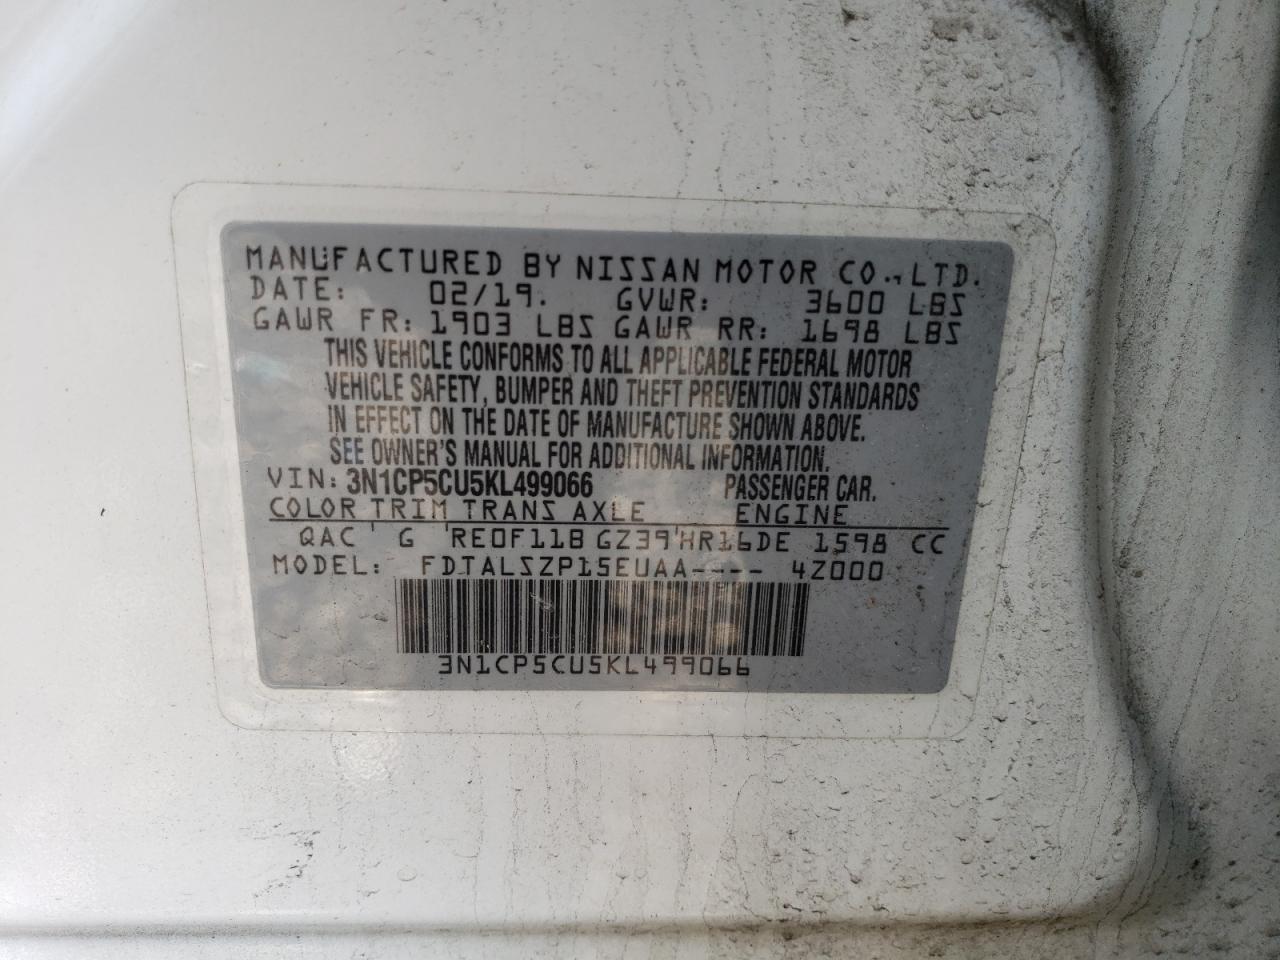 MANUFACTURED BY NISSAN MOTOR CO., LTD.
DATE: 02/19. GVWR: 3600 LBS
GAWR FR: 1903 LBS GAWR RR: 1698 LBS
THIS VEHICLE CONFORMS TO ALL APPLICABLE FEDERAL MOTOR
VEHICLE SAFETY, BUMPER AND THEFT PREVENTION STANDARDS
IN EFFECT ON THE DATE OF MANUFACTURE SHOWN ABOVE.
SEE OWNER'S MANUAL FOR ADDITIONAL INFORMATION.
VIN: 3N1CP5CU5KL499066 PASSENGER CAR.
COLOR TRIM TRANS AXLE ENGINE
QAC ' G 'RE0F11B GZ39'HR16DE 1598 CC
MODEL: FDTALSZP15EUAA---- 4Z000
3N1CP5CU5KL499066